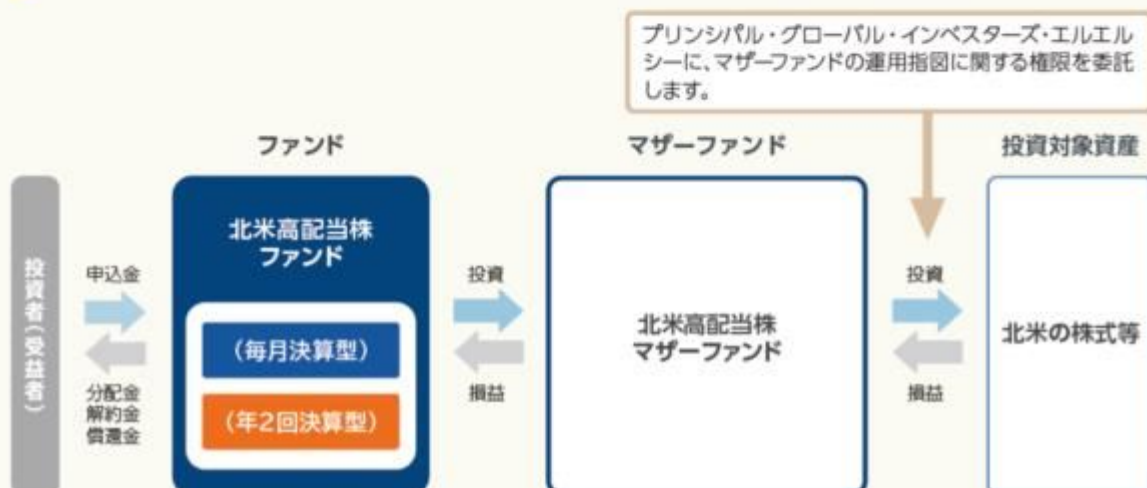 プリンシパル・グローバル・インベスターズ・エルエル
シーに、マザーファンドの運用指図に関する権限を委託
します。
ファンド
マザーファンド
投資対象資産
投資者（受益者）
申込金
分配金
解約金
償還金
北米高配当株
ファンド
（毎月決算型）
（年2回決算型）
投資
損益
北米高配当株
マザーファンド
投資
損益
北米の株式等